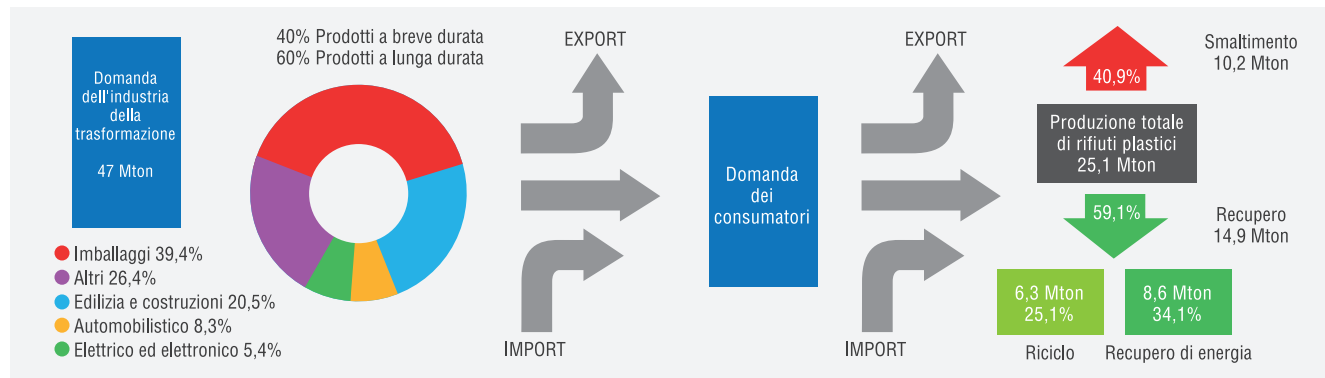 Domanda
dell'industria
della
trasformazione
47 Mton
40% Prodotti a breve durata
60% Prodotti a lunga durata
Imballaggi 39,4%
Altri 26,4%
Edilizia e costruzioni 20,5%
Automobilistico 8,3%
Elettrico ed elettronico 5,4%
EXPORT
IMPORT
Domanda
dei
consumatori
EXPORT
IMPORT
40,9%
Smaltimento
10,2 Mton
Produzione totale
di rifiuti plastici
25,1 Mton
59,1%
Recupero
14,9 Mton
6,3 Mton
25,1%
Riciclo
8,6 Mton
34,1%
Recupero di energia